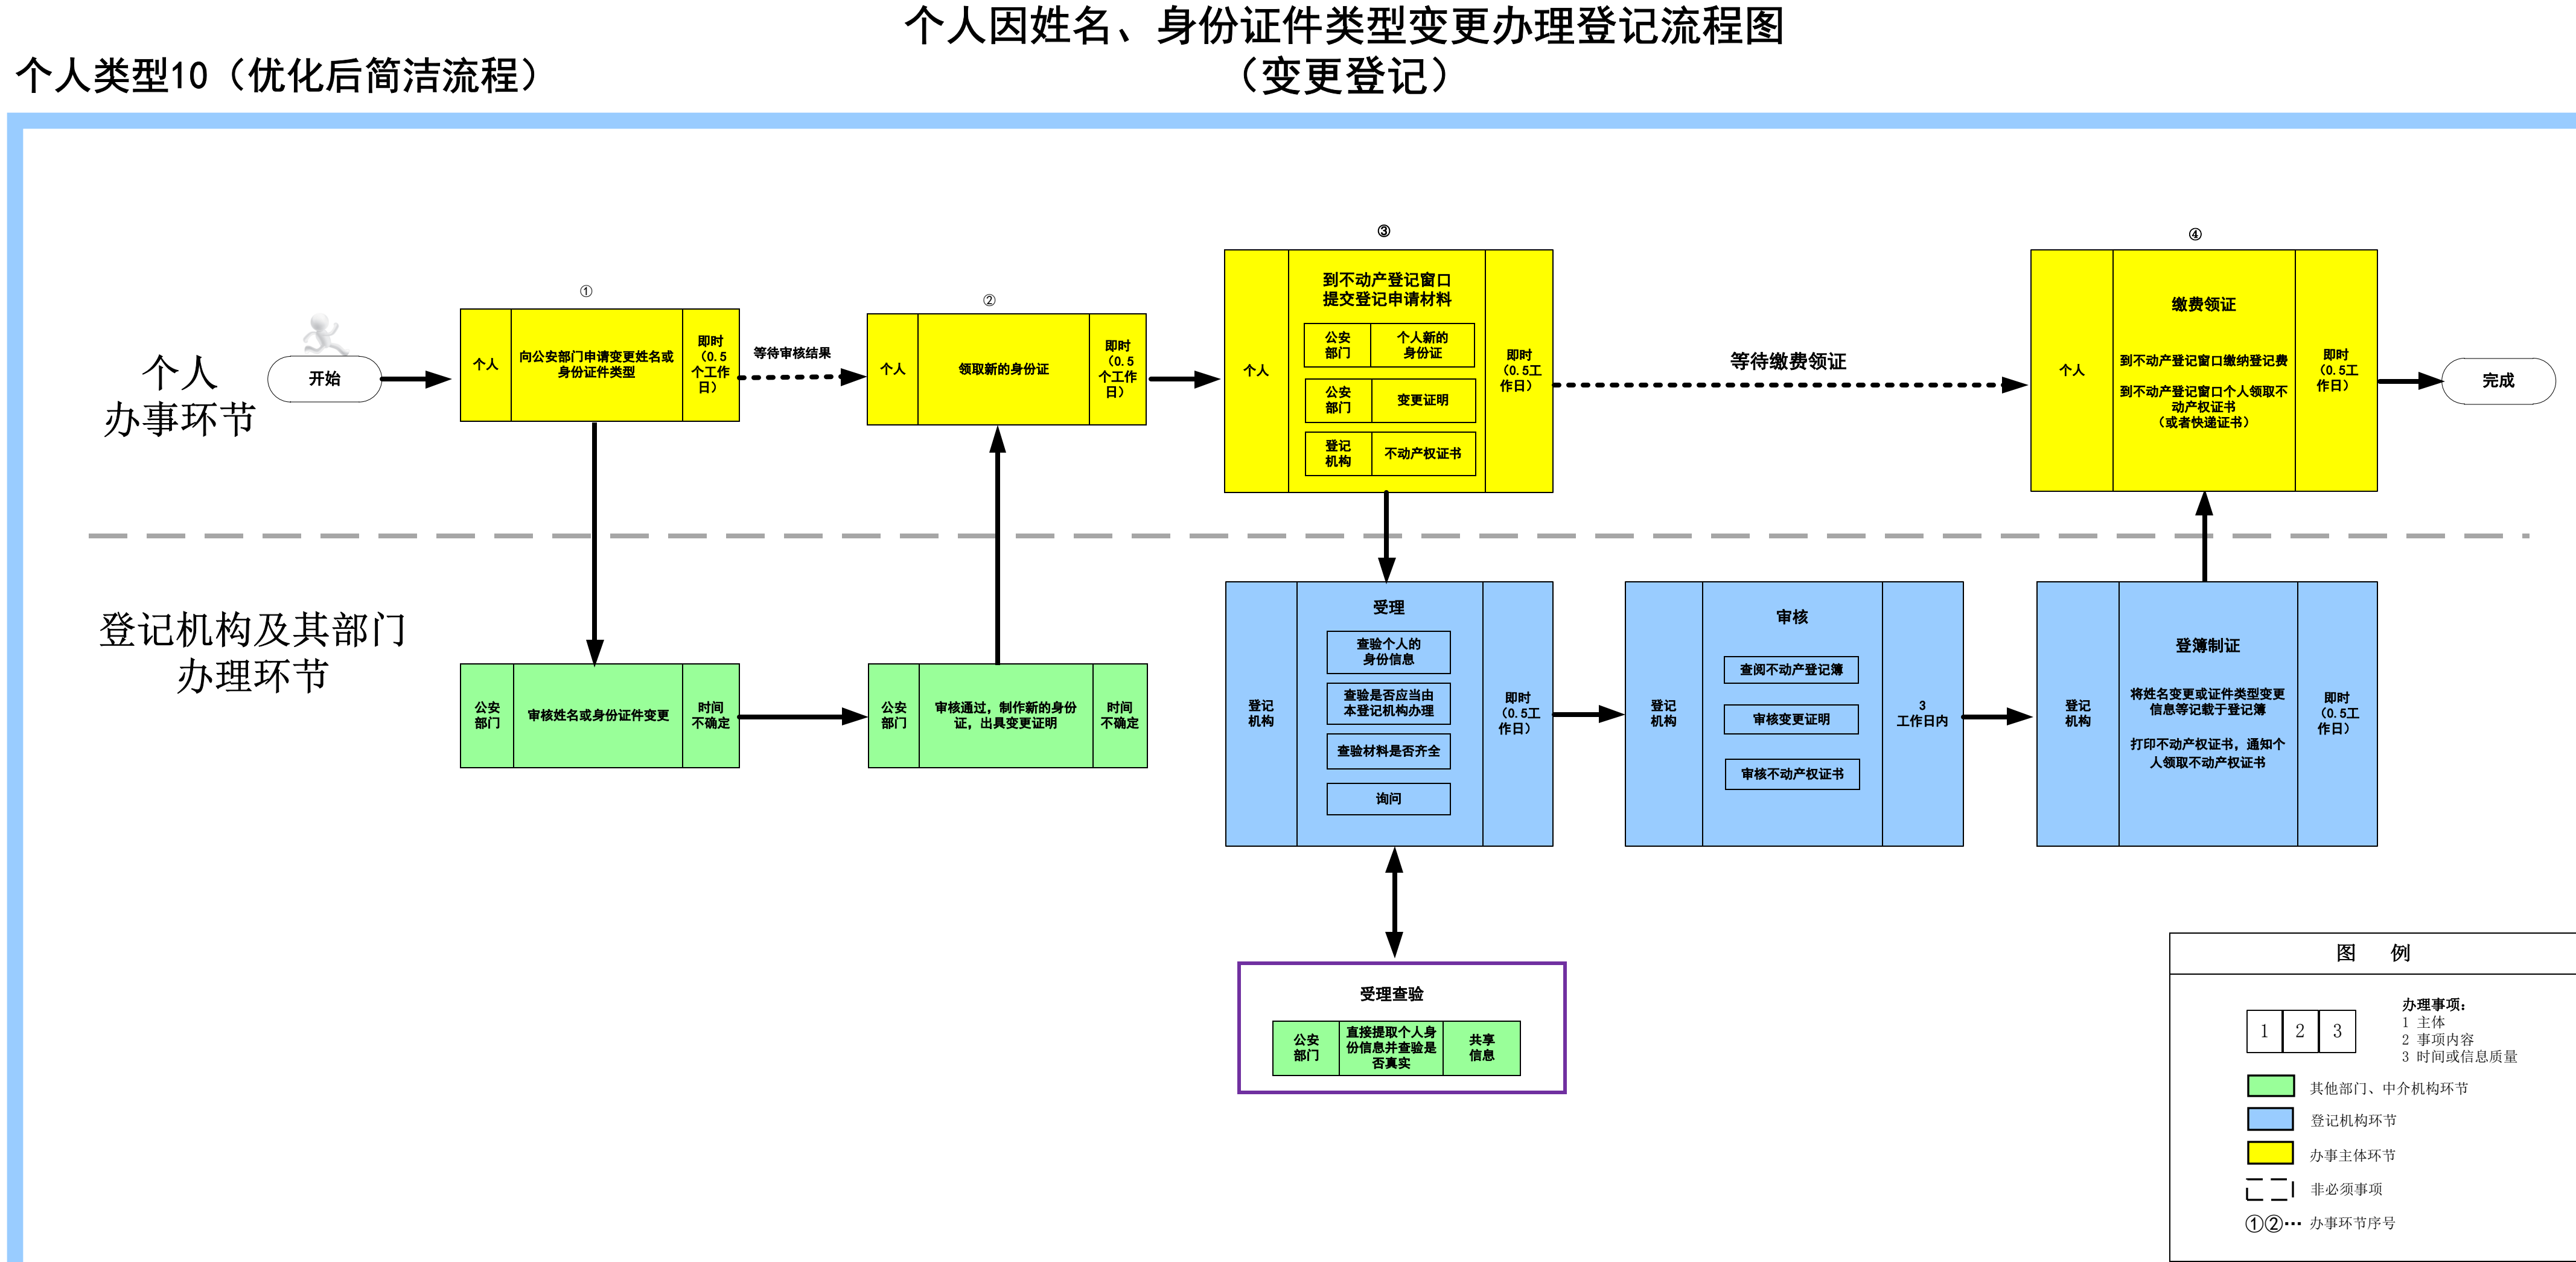 个人因姓名、身份证件类型变更办理登记流程图
（变更登记）
个人类型10（优化后简洁流程）
个人
办事环节
开始
①
个人
向公安部门申请变更姓名或
身份证件类型
即时
（0.5
个工作
日）
等待审核结果
②
个人
领取新的身份证
即时
（0.5
个工作
日）
③
个人
到不动产登记窗口
提交登记申请材料
公安
部门
个人新的
身份证
公安
部门
变更证明
登记
机构
不动产权证书
即时
（0.5工
作日）
等待缴费领证
④
个人
缴费领证
到不动产登记窗口缴纳登记费
到不动产登记窗口个人领取不
动产权证书
（或者快递证书）
即时
（0.5工
作日）
完成
登记机构及其部门
办理环节
公安
部门
审核姓名或身份证件变更
时间
不确定
公安
部门
审核通过，制作新的身份
证，出具变更证明
时间
不确定
登记
机构
受理
查验个人的
身份信息
查验是否应当由
本登记机构办理
查验材料是否齐全
询问
即时
（0.5工
作日）
登记
机构
审核
查阅不动产登记簿
审核变更证明
审核不动产权证书
3
工作日内
登记
机构
登簿制证
将姓名变更或证件类型变更
信息等记载于登记簿
打印不动产权证书，通知个
人领取不动产权证书
即时
（0.5工
作日）
受理查验
公安
部门
直接提取个人身
份信息并查验是
否真实
共享
信息
图 例
1 2 3
办理事项：
1 主体
2 事项内容
3 时间或信息质量
其他部门、中介机构环节
登记机构环节
办事主体环节
非必须事项
①②… 办事环节序号